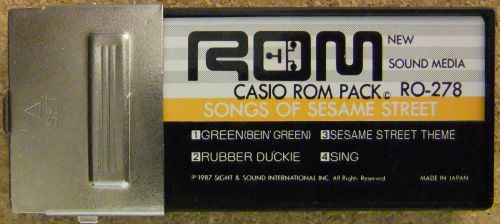 ROM
NEW
SOUND MEDIA
CASIO ROM PACK © RO-278
SONGS OF SESAME STREET
1 GREEN(BEIN' GREEN) 3 SESAME STREET THEME
2 RUBBER DUCKIE 4 SING
℗ 1987 SIGHT & SOUND INTERNATIONAL INC. All Rights Reserved MADE IN JAPAN
SET